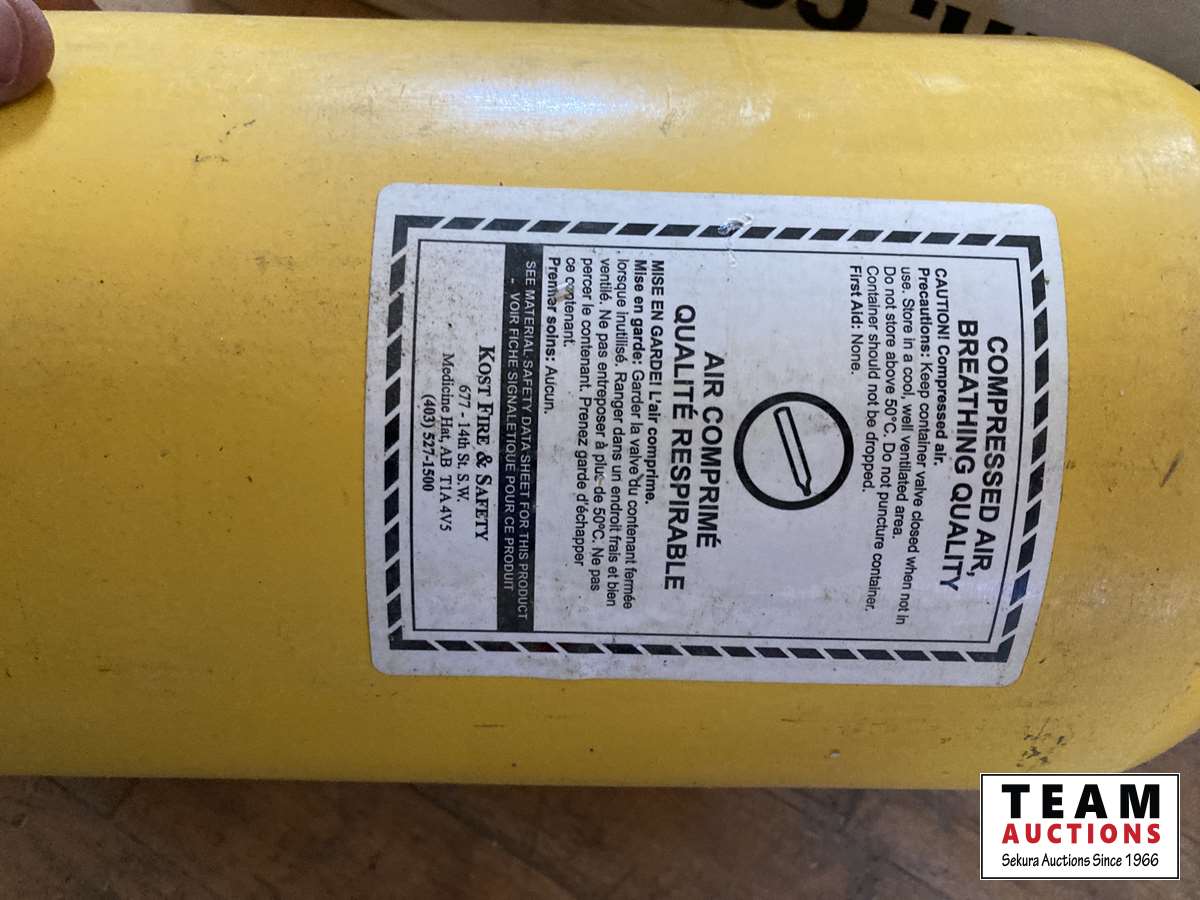 COMPRESSED AIR,
BREATHING QUALITY
CAUTION! Compressed air.
Precautions: Keep container valve closed when not in
use. Store in a cool, well ventilated area.
Do not store above 50°C. Do not puncture container.
Container should not be dropped.
First Aid: None.
AIR COMPRIMÉ
QUALITÉ RESPIRABLE
MISE EN GARDE! L'air comprime.
Mise en garde: Garder la valve du contenant fermée
lorsque inutilisé. Ranger dans un endroit frais et bien
ventilé. Ne pas entreposer à plus de 50°C. Ne pas
percer le contenant. Prenez garde d'échapper
ce contenant.
Premier soins: Aucun.
SEE MATERIAL SAFETY DATA SHEET FOR THIS PRODUCT
- VOIR FICHE SIGNALETIQUE POUR CE PRODUIT
KOST FIRE & SAFETY
677 - 14th St. S.W.
Medicine Hat, AB T1A 4V5
(403) 527-1500
TEAM
AUCTIONS
Sekura Auctions Since 1966